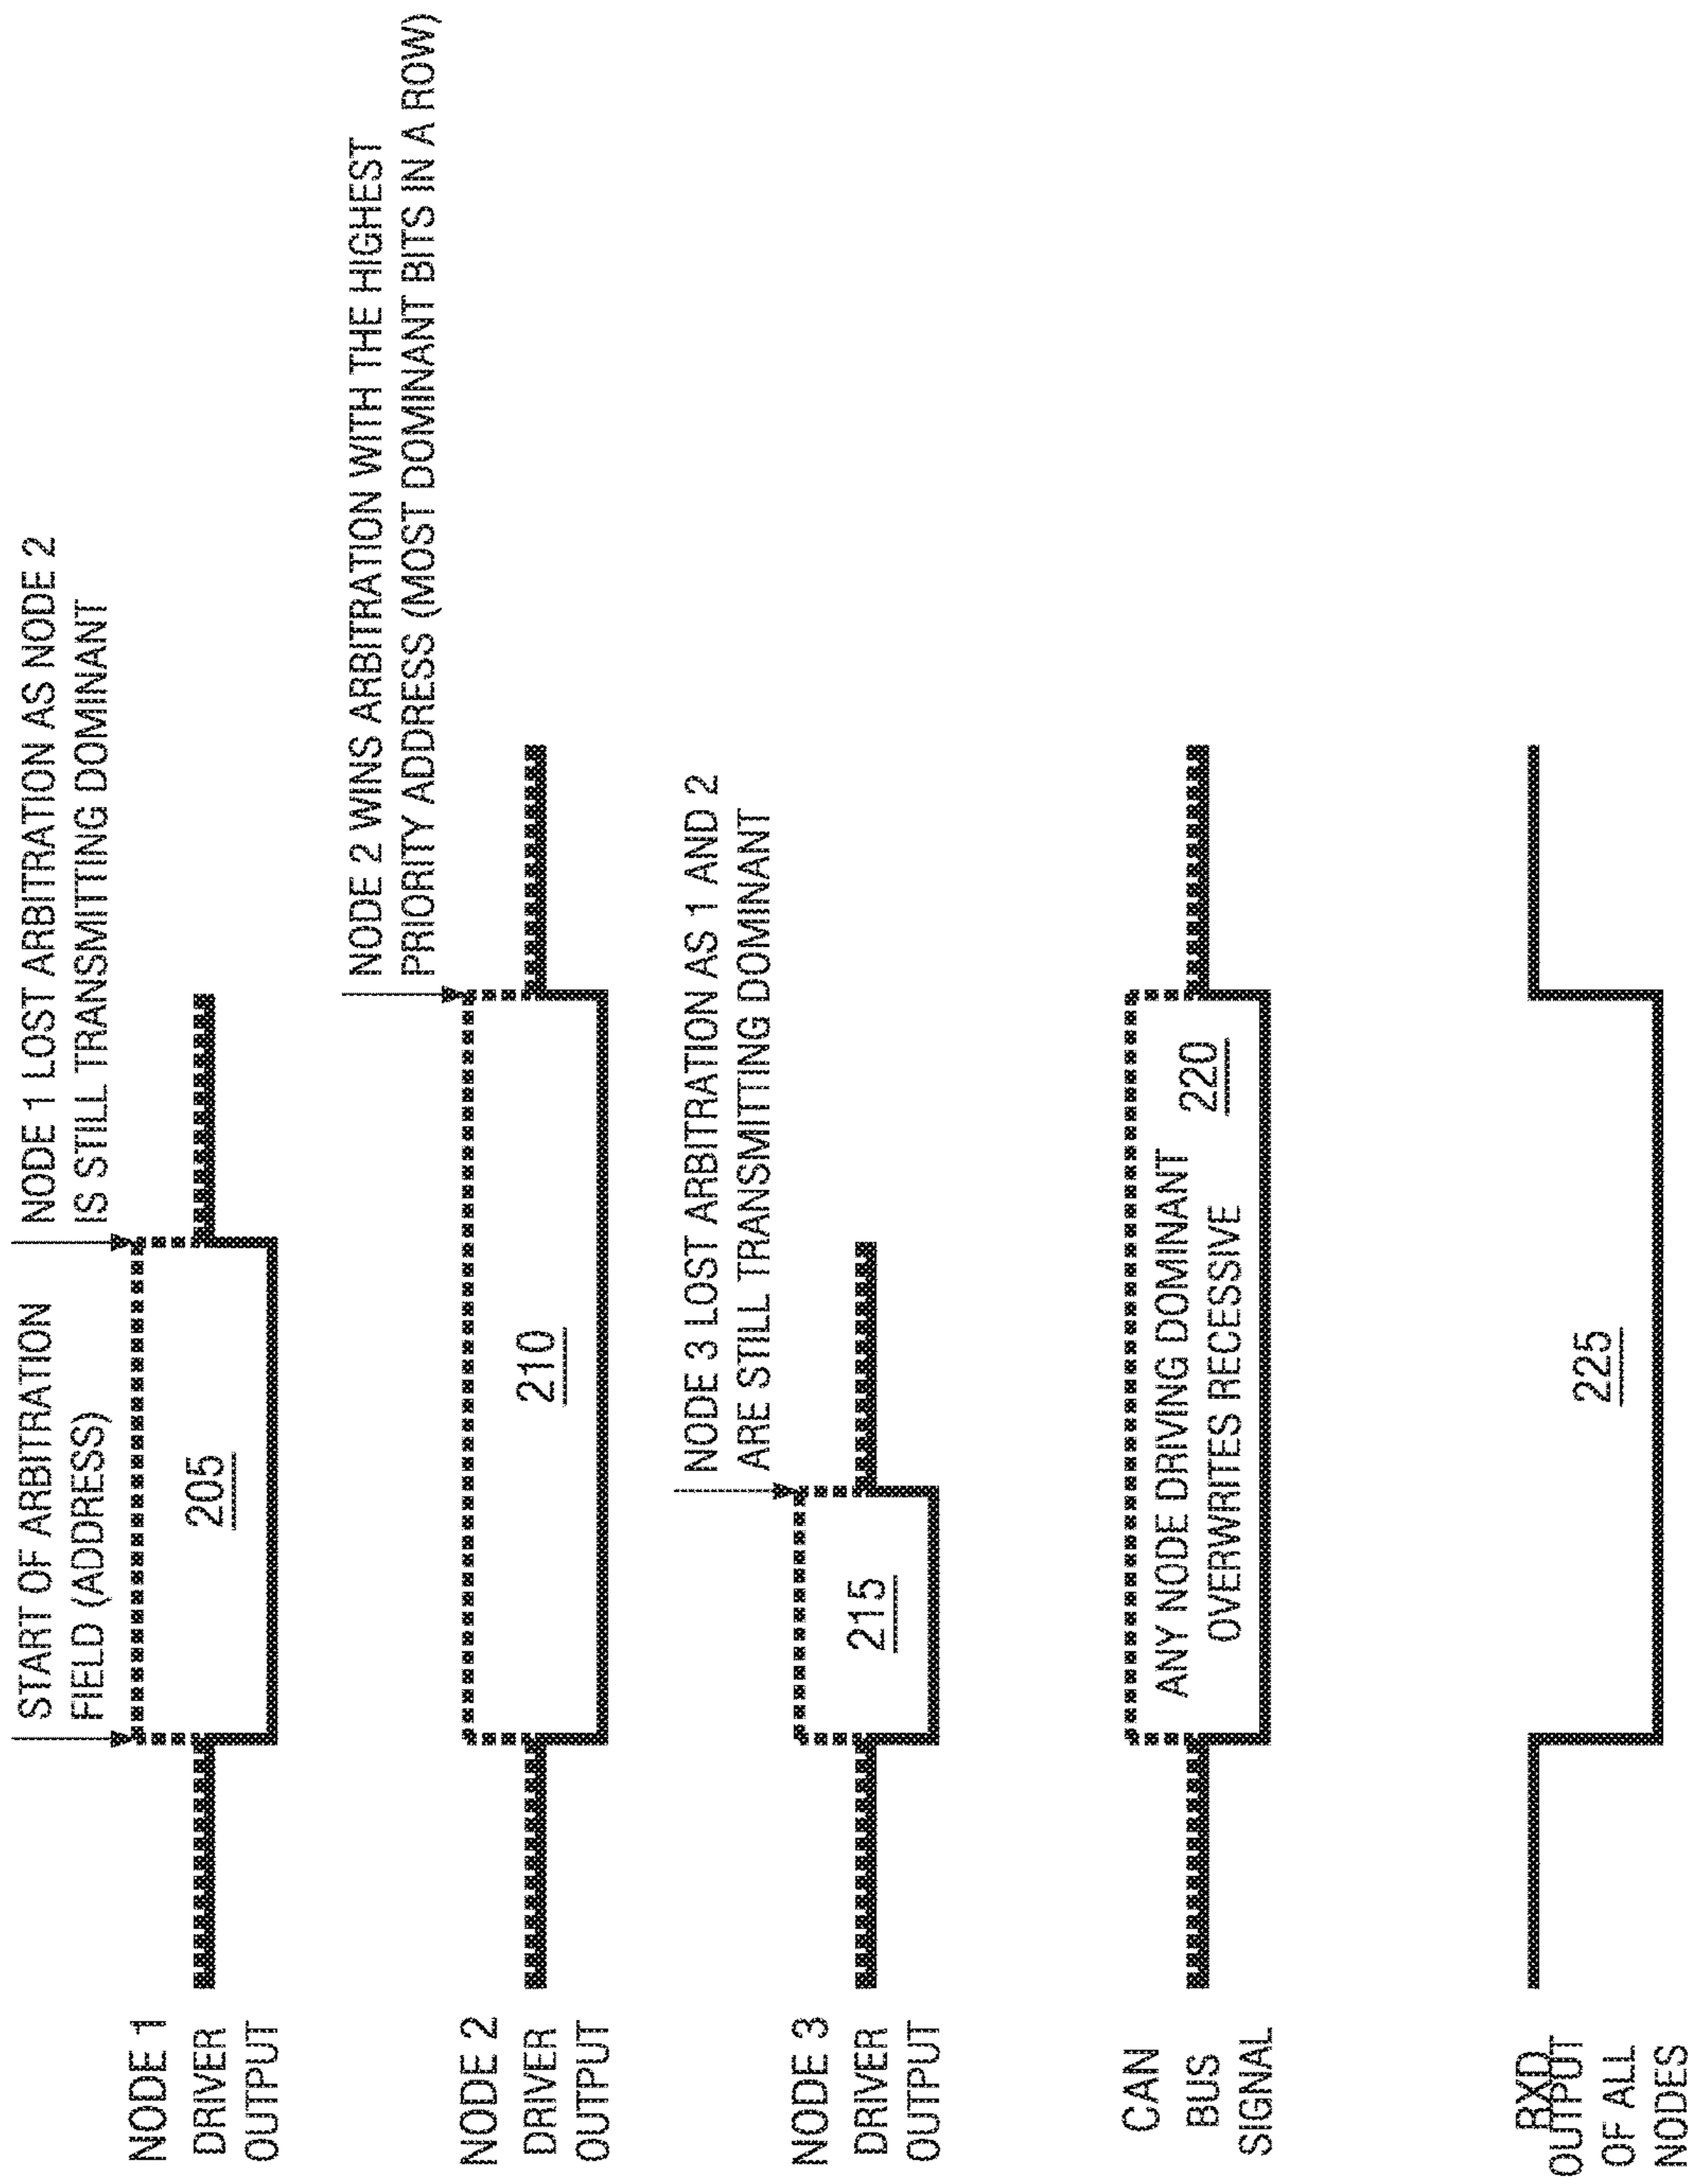 START OF ARBITRATION
FIELD (ADDRESS)
NODE 1 LOST ARBITRATION AS NODE 2
IS STILL TRANSMITTING DOMINANT
NODE 1
DRIVER
OUTPUT
205
NODE 2 WINS ARBITRATION WITH THE HIGHEST
PRIORITY ADDRESS (MOST DOMINANT BITS IN A ROW)
NODE 2
DRIVER
OUTPUT
210
NODE 3 LOST ARBITRATION AS 1 AND 2
ARE STILL TRANSMITTING DOMINANT
NODE 3
DRIVER
OUTPUT
215
CAN
BUS
SIGNAL
ANY NODE DRIVING DOMINANT
OVERWRITES RECESSIVE
220
RXD
OUTPUT
OF ALL
NODES
225